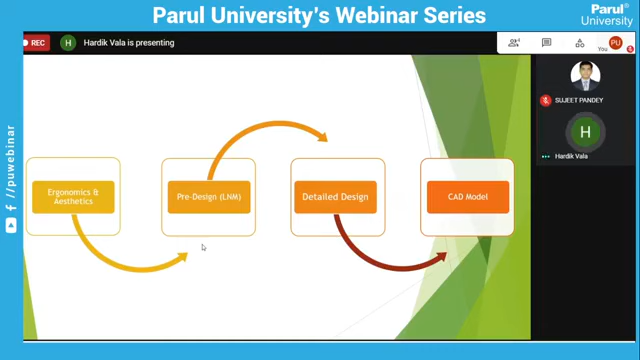 Parul University's Webinar Series
Parul®
University
REC
H
Hardik Vala is presenting
You
PU
SUJEET PANDEY
H
Hardik Vala
Ergonomics &
Aesthetics
Pre-Design (LNM)
Detailed Design
CAD Model
/puwebinar